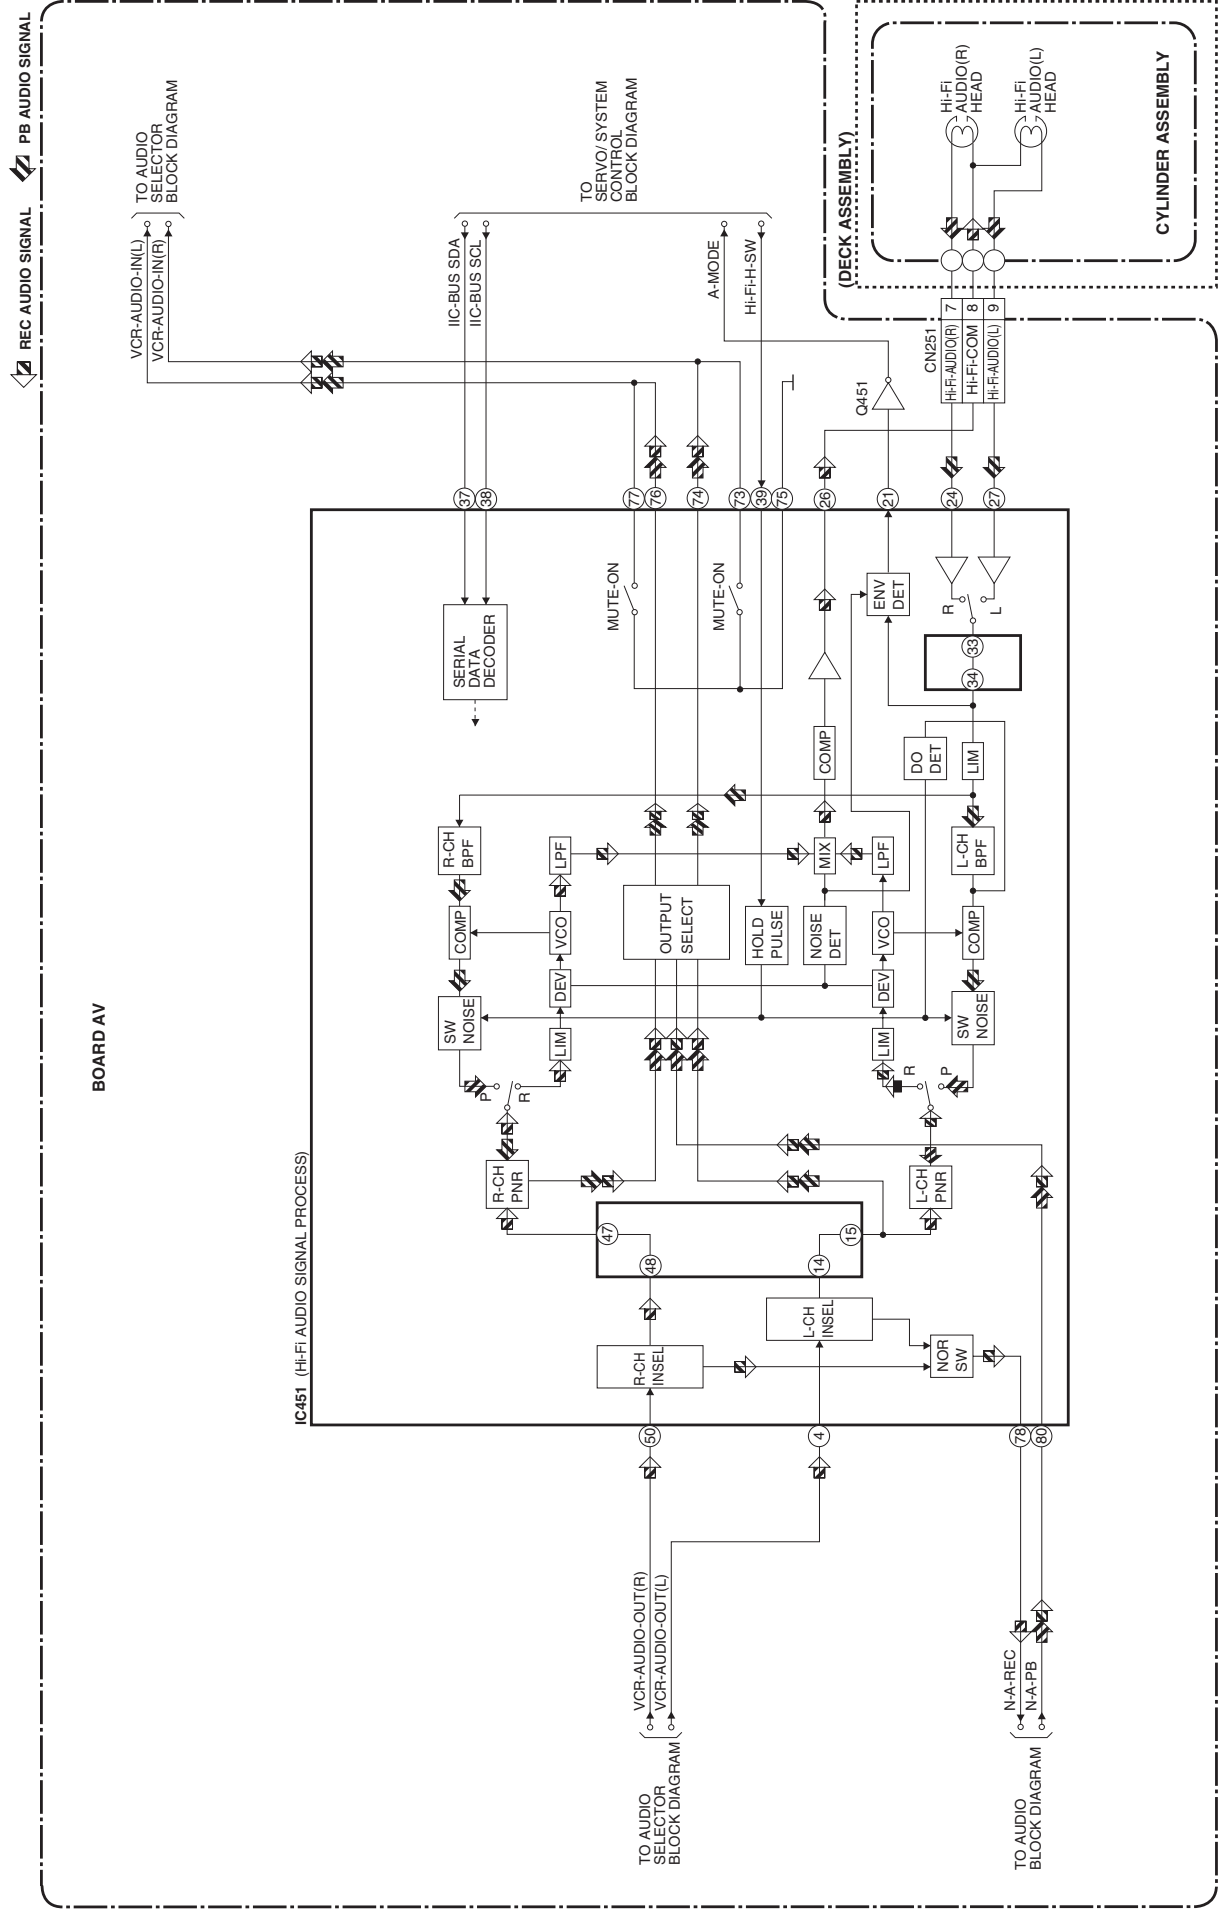 REC AUDIO SIGNAL
PB AUDIO SIGNAL
BOARD AV
IC451 (Hi-Fi AUDIO SIGNAL PROCESS)
TO AUDIO
SELECTOR
BLOCK DIAGRAM
VCR-AUDIO-OUT(R)
VCR-AUDIO-OUT(L)
TO AUDIO
BLOCK DIAGRAM
N-A-REC
N-A-PB
50
4
78
80
R-CH
INSEL
L-CH
INSEL
NOR
SW
48
47
14
15
R-CH
PNR
L-CH
PNR
P
R
R
P
SW
NOISE
LIM
LIM
SW
NOISE
COMP
DEV
VCO
DEV
VCO
COMP
R-CH
BPF
LPF
OUTPUT
SELECT
HOLD
PULSE
NOISE
DET
MIX
LPF
L-CH
BPF
COMP
DO
DET
LIM
SERIAL
DATA
DECODER
MUTE-ON
MUTE-ON
ENV
DET
34
33
R
L
37
38
77
76
74
73
39
75
26
21
24
27
Q451
CN251
Hi-Fi-AUDIO(R)
7
Hi-Fi-COM
8
Hi-Fi-AUDIO(L)
9
VCR-AUDIO-IN(L)
VCR-AUDIO-IN(R)
TO AUDIO
SELECTOR
BLOCK DIAGRAM
IIC-BUS SDA
IIC-BUS SCL
A-MODE
Hi-Fi-H-SW
TO
SERVO/ SYSTEM
CONTROL
BLOCK DIAGRAM
(DECK ASSEMBLY)
Hi-Fi
AUDIO(R)
HEAD
Hi-Fi
AUDIO(L)
HEAD
CYLINDER ASSEMBLY